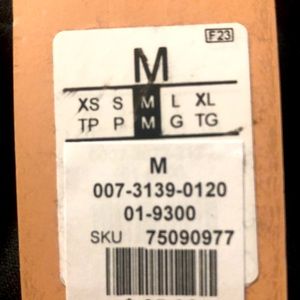 F23
M
XS S M L XL
TP P M G TG
M
007-3139-0120
01-9300
SKU 75090977